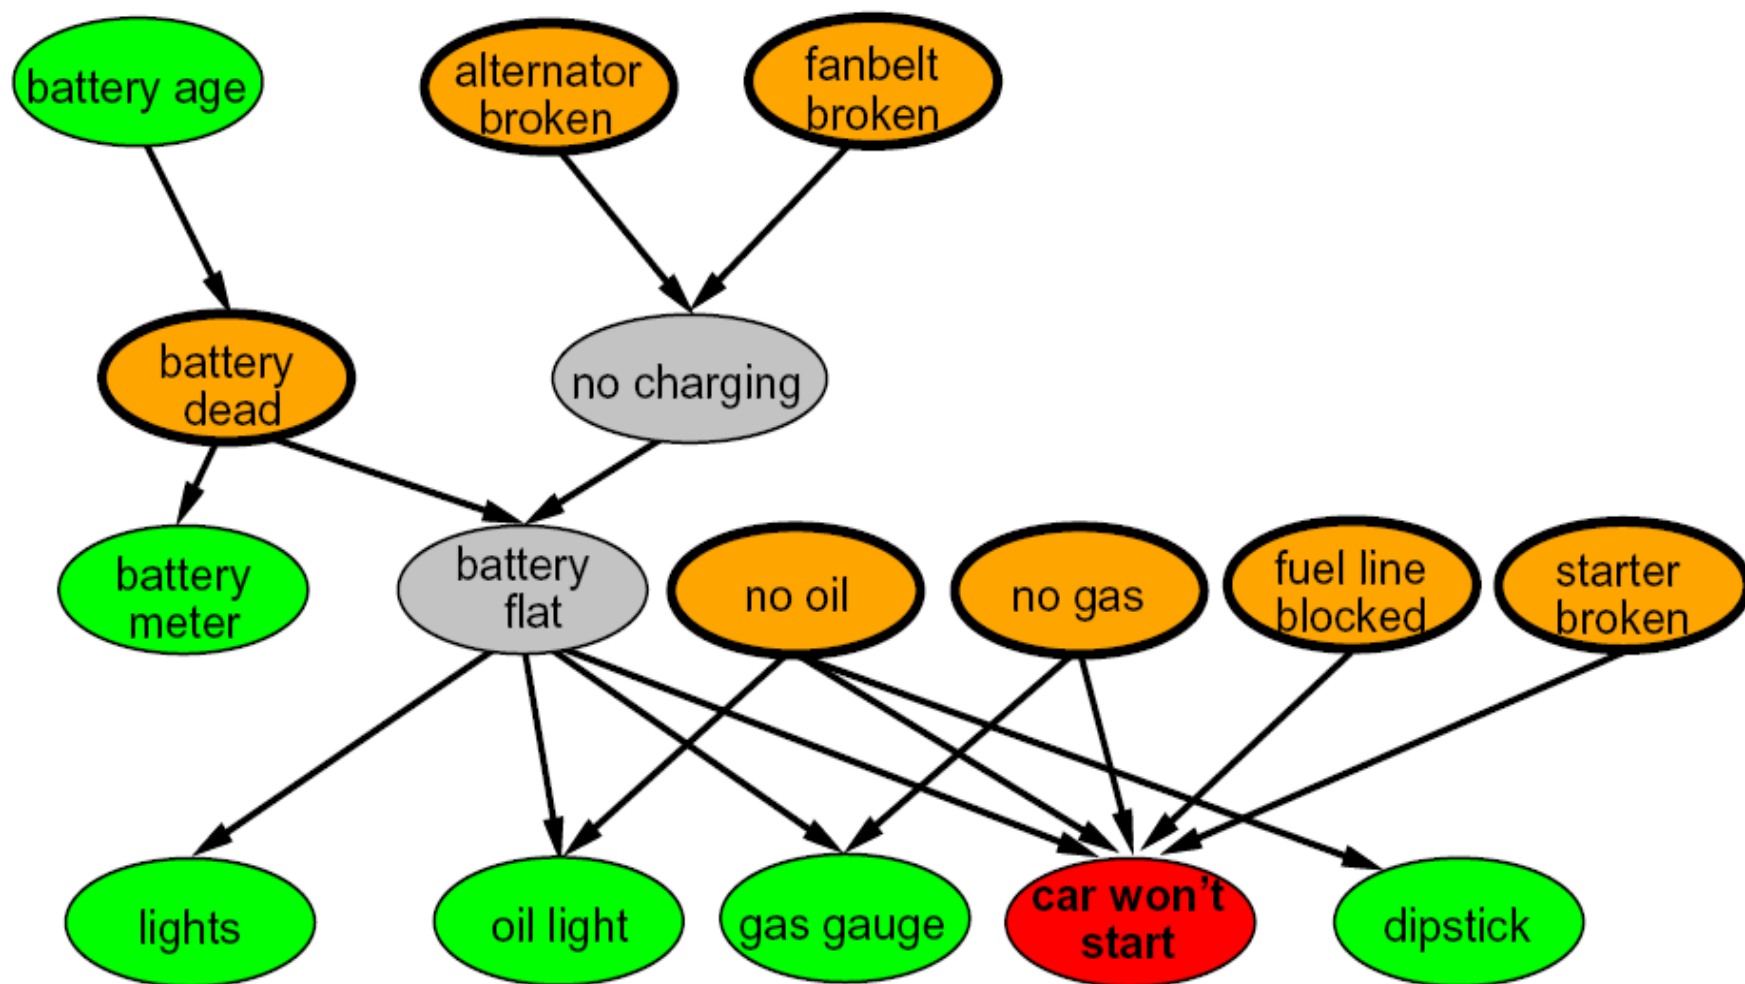 battery age
alternator
broken
fanbelt
broken
battery
dead
no charging
battery
meter
battery
flat
no oil
no gas
fuel line
blocked
starter
broken
lights
oil light
gas gauge
car won't
start
dipstick